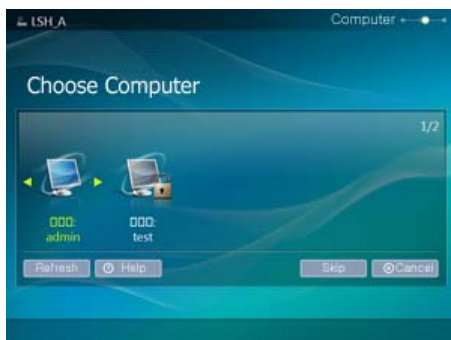 LSH_A
Computer
Choose Computer
1/2
□□□: □□□:
admin test
Refresh Help Skip Cancel